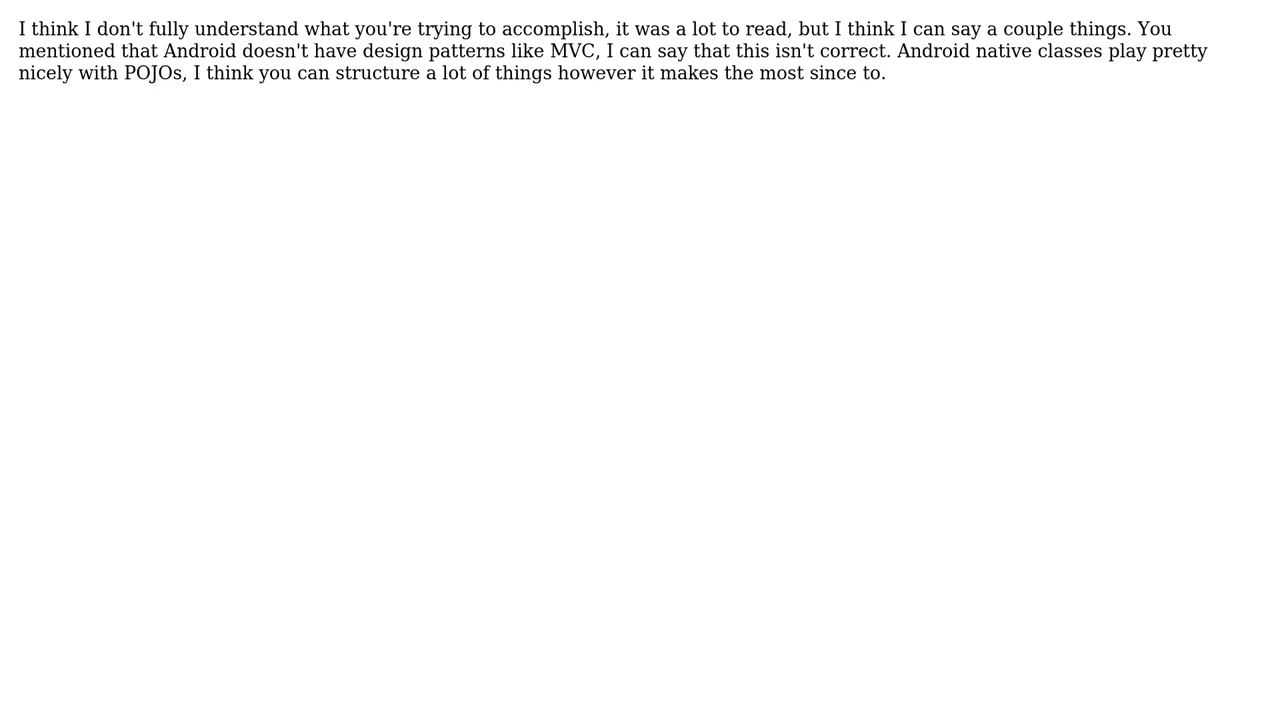 I think I don't fully understand what you're trying to accomplish, it was a lot to read, but I think I can say a couple things. You
mentioned that Android doesn't have design patterns like MVC, I can say that this isn't correct. Android native classes play pretty
nicely with POJOs, I think you can structure a lot of things however it makes the most since to.